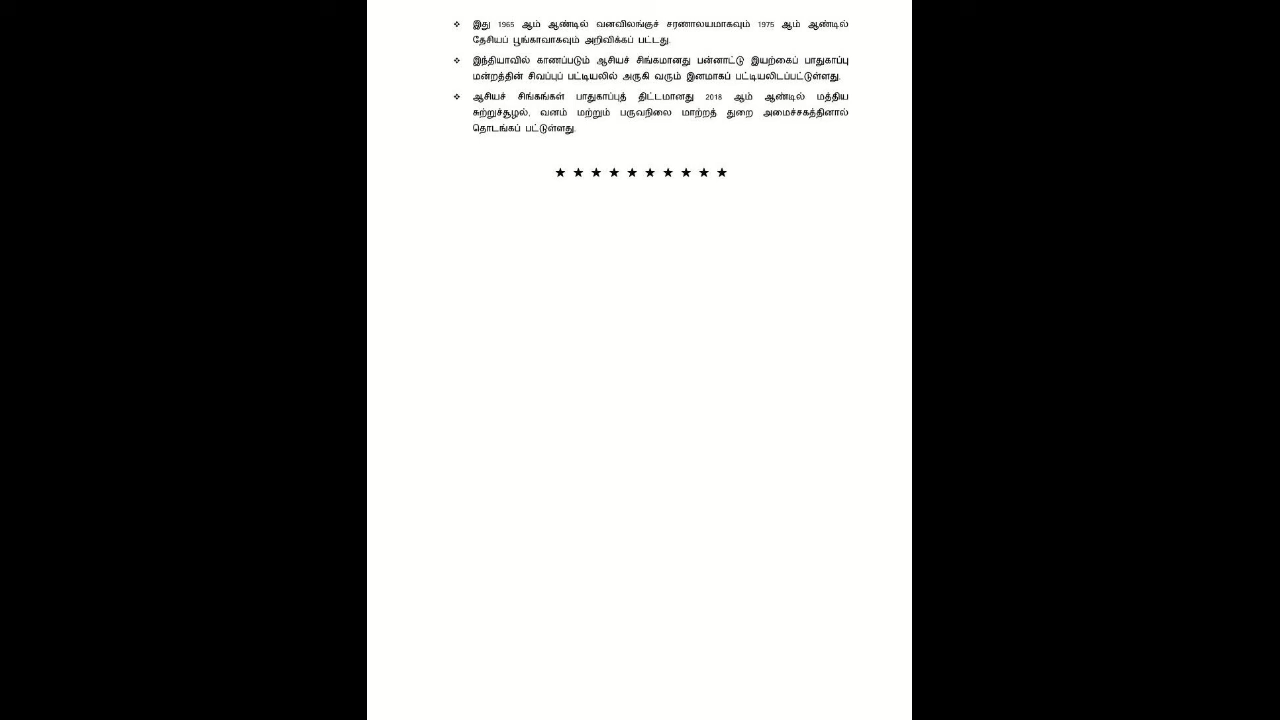 ❖ இது 1965 ஆம் ஆண்டில் வனவிலங்குச் சரணாலயமாகவும் 1975 ஆம் ஆண்டில்
தேசியப் பூங்காவாகவும் அறிவிக்கப் பட்டது.
❖ இந்தியாவில் காணப்படும் ஆசியச் சிங்கமானது பன்னாட்டு இயற்கைப் பாதுகாப்பு
மன்றத்தின் சிவப்புப் பட்டியலில் அருகி வரும் இனமாகப் பட்டியலிடப்பட்டுள்ளது.
❖ ஆசியச் சிங்கங்கள் பாதுகாப்புத் திட்டமானது 2018 ஆம் ஆண்டில் மத்திய
சுற்றுச்சூழல், வனம் மற்றும் பருவநிலை மாற்றத் துறை அமைச்சகத்தினால்
தொடங்கப் பட்டுள்ளது.
★ ★ ★ ★ ★ ★ ★ ★ ★ ★